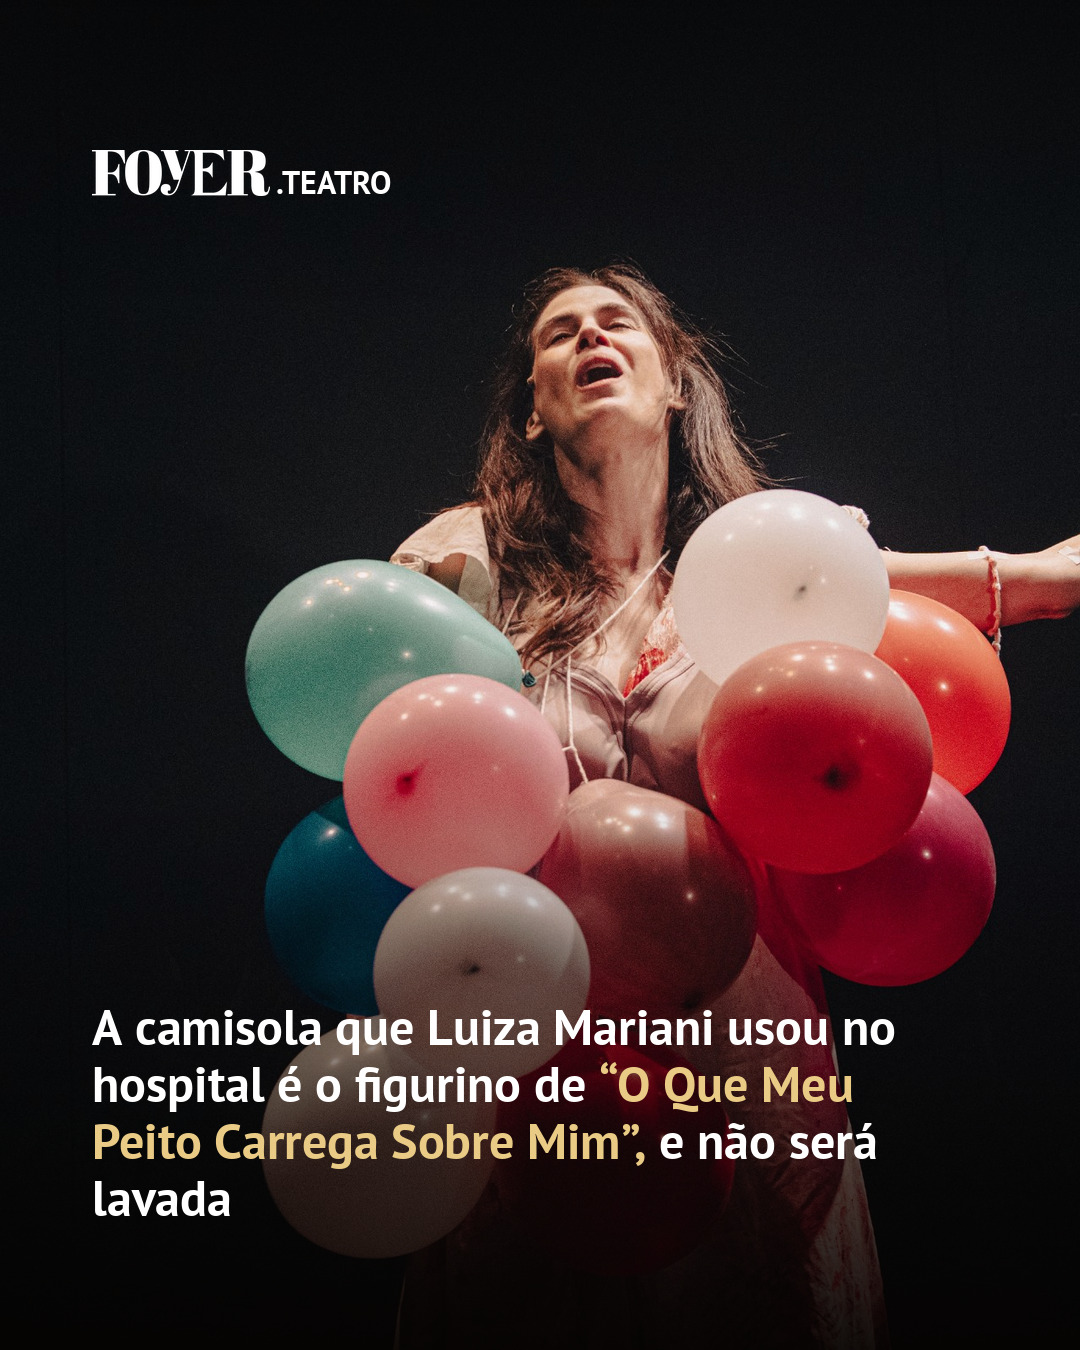 FOYER .TEATRO
A camisola que Luiza Mariani usou no
hospital é o figurino de “O Que Meu
Peito Carrega Sobre Mim”, e não será
lavada